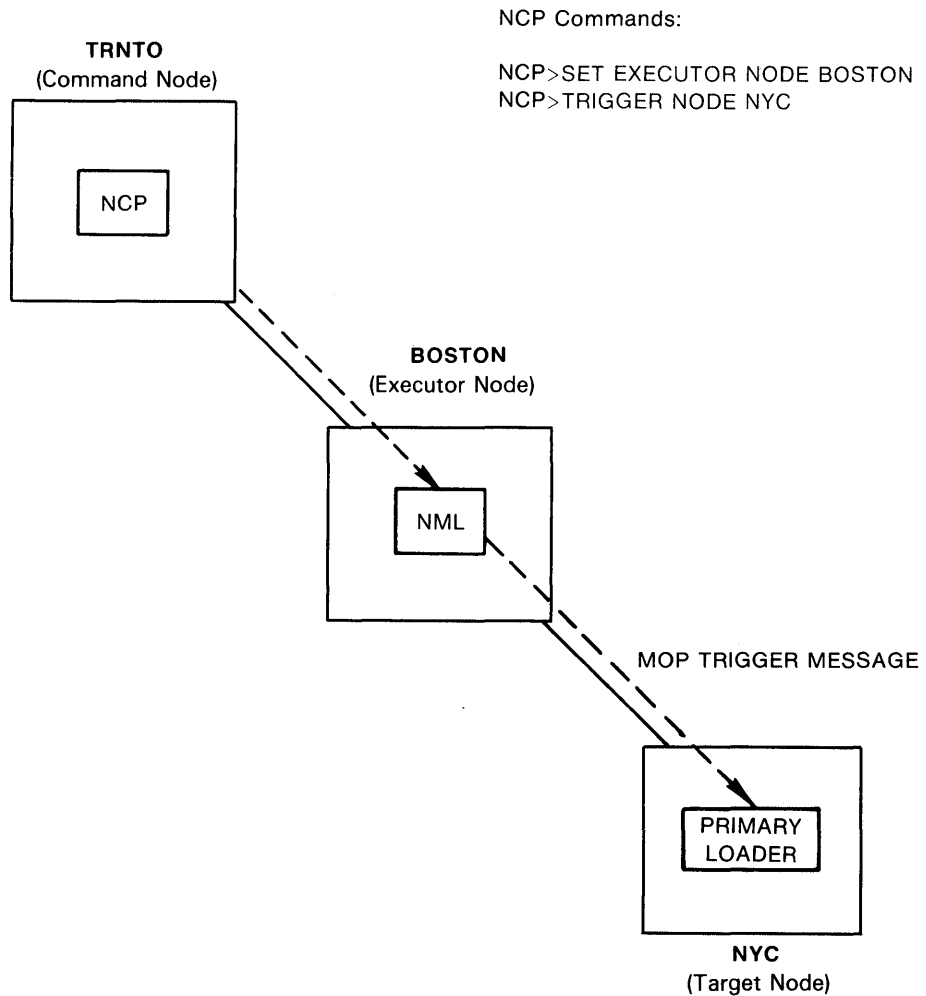 NCP Commands:
NCP>SET EXECUTOR NODE BOSTON
NCP>TRIGGER NODE NYC
TRNTO
(Command Node)
NCP
BOSTON
(Executor Node)
NML
MOP TRIGGER MESSAGE
PRIMARY
LOADER
NYC
(Target Node)